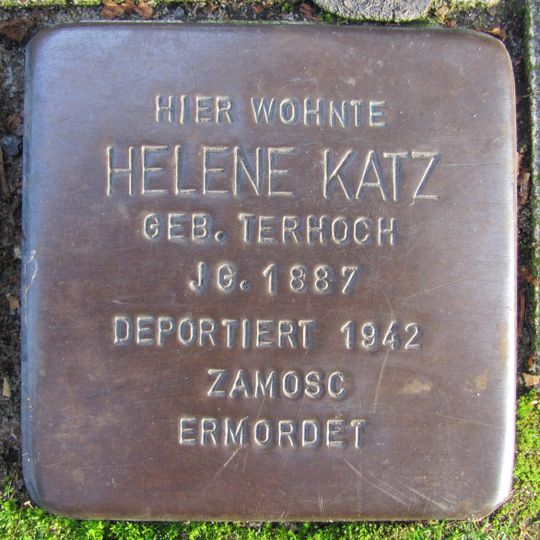 HIER WOHNTE
HELENE KATZ
GEB. TERHOCH
JG. 1887
DEPORTIERT 1942
ZAMOSC
ERMORDET